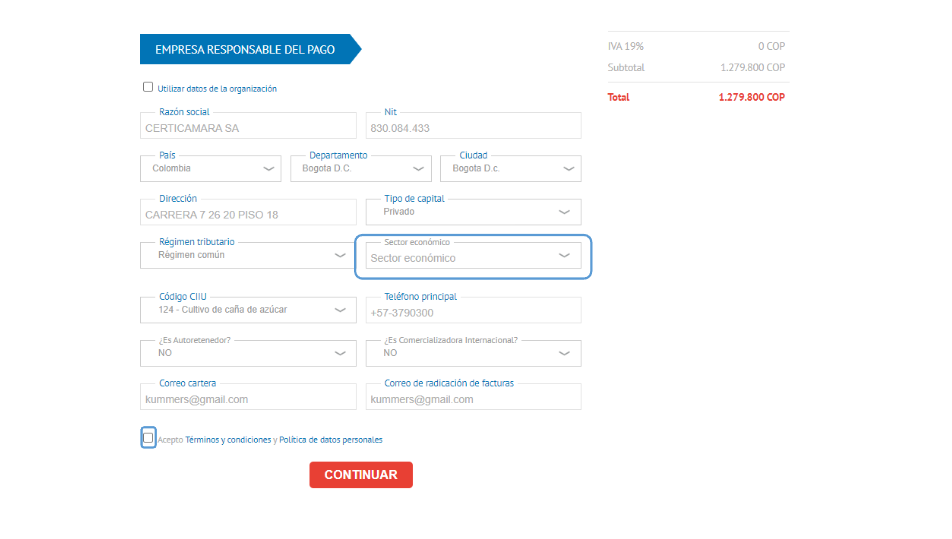 EMPRESA RESPONSABLE DEL PAGO
Utilizar datos de la organización
Razón social
CERTICAMARA SA
Nit
830.084.433
País
Colombia
Departamento
Bogota D.C.
Ciudad
Bogota D.c.
Dirección
CARRERA 7 26 20 PISO 18
Tipo de capital
Privado
Régimen tributario
Régimen común
Sector económico
Sector económico
Código CIIU
124 - Cultivo de caña de azúcar
Teléfono principal
+57-3790300
¿Es Autoretenedor?
NO
¿Es Comercializadora Internacional?
NO
Correo cartera
kummers@gmail.com
Correo de radicación de facturas
kummers@gmail.com
Acepto Términos y condiciones y Política de datos personales
CONTINUAR
IVA 19% 0 COP
Subtotal 1.279.800 COP
Total 1.279.800 COP